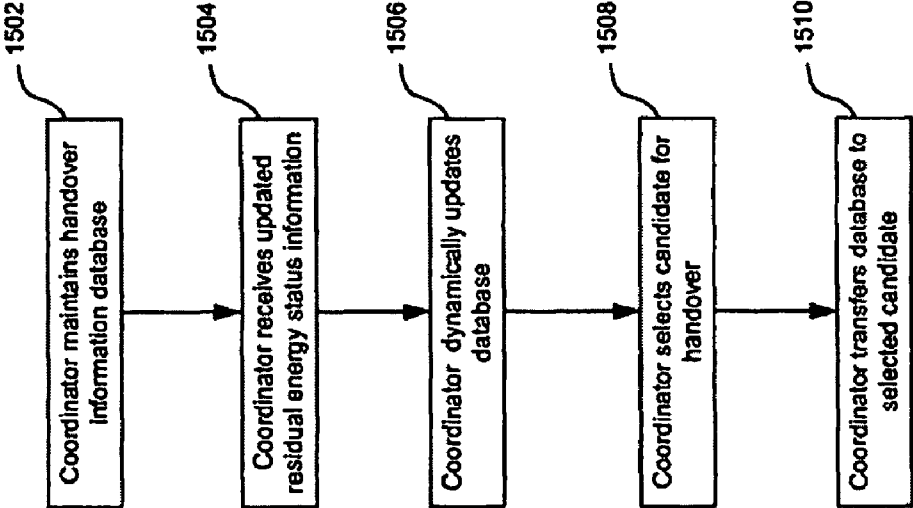 1502
Coordinator maintains handover
information database
1504
Coordinator receives updated
residual energy status information
1506
Coordinator dynamically updates
database
1508
Coordinator selects candidate for
handover
1510
Coordinator transfers database to
selected candidate